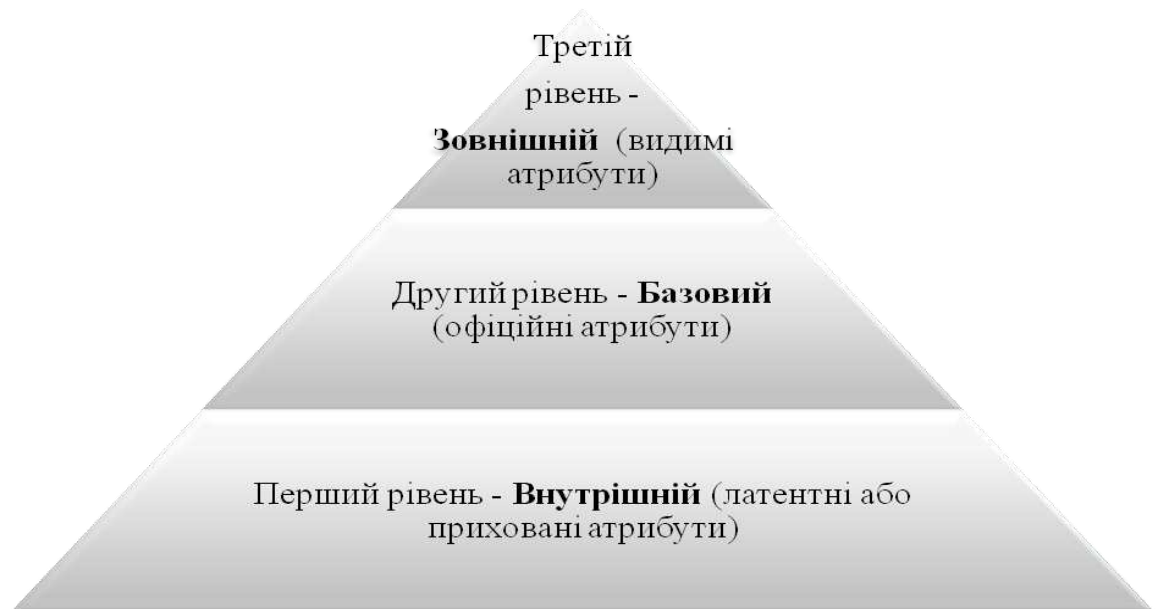 Третій
рівень -
Зовнішній (видимі
атрибути)
Другий рівень - Базовий
(офіційні атрибути)
Перший рівень - Внутрішній (латентні або
приховані атрибути)